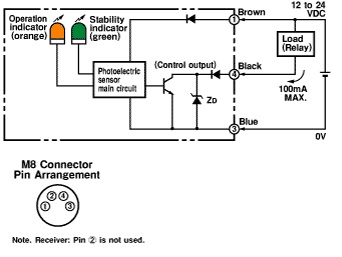 Operation
indicator
(orange)
Stability
indicator
(green)
① Brown
12 to 24
VDC
Load
(Relay)
(Control output)
④ Black
Photoelectric
sensor
main circuit
ZD
100mA
MAX.
③ Blue
0V
M8 Connector
Pin Arrangement
② ④
① ③
Note. Receiver: Pin ② is not used.